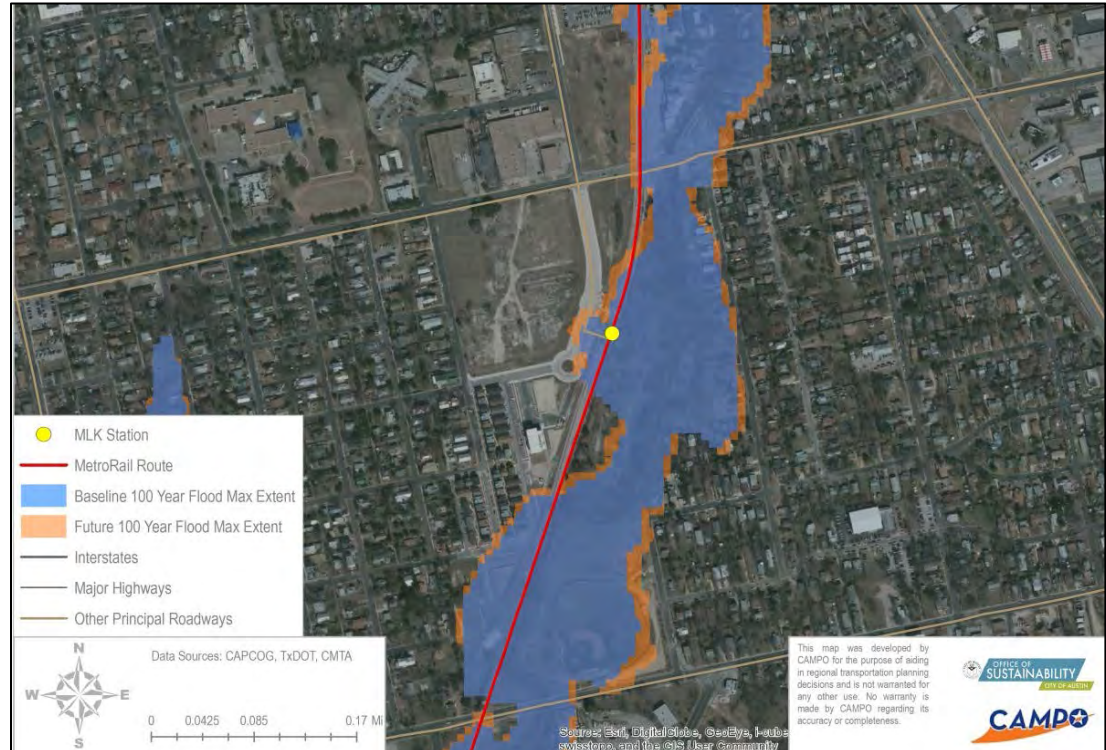 MLK Station
MetroRail Route
Baseline 100 Year Flood Max Extent
Future 100 Year Flood Max Extent
Interstates
Major Highways
Other Principal Roadways
N
W E
S
Data Sources: CAPCOG, TxDOT, CMTA
0 0.0425 0.085 0.17 Mi
This map was developed by
CAMPO for the purpose of aiding
in regional transportation planning
decisions and is not warranted for
any other use. No warranty is
made by CAMPO regarding its
accuracy or completeness.
OFFICE OF
SUSTAINABILITY
CITY OF AUSTIN
CAMPO
Source: Esri, DigitalGlobe, GeoEye, i-cube
swisstopo, and the GIS User Community